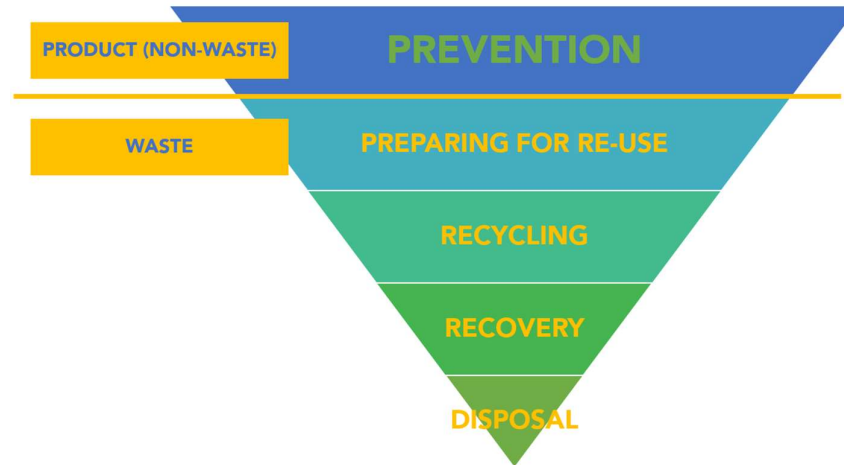 PRODUCT (NON-WASTE)
PREVENTION
WASTE
PREPARING FOR RE-USE
RECYCLING
RECOVERY
DISPOSAL